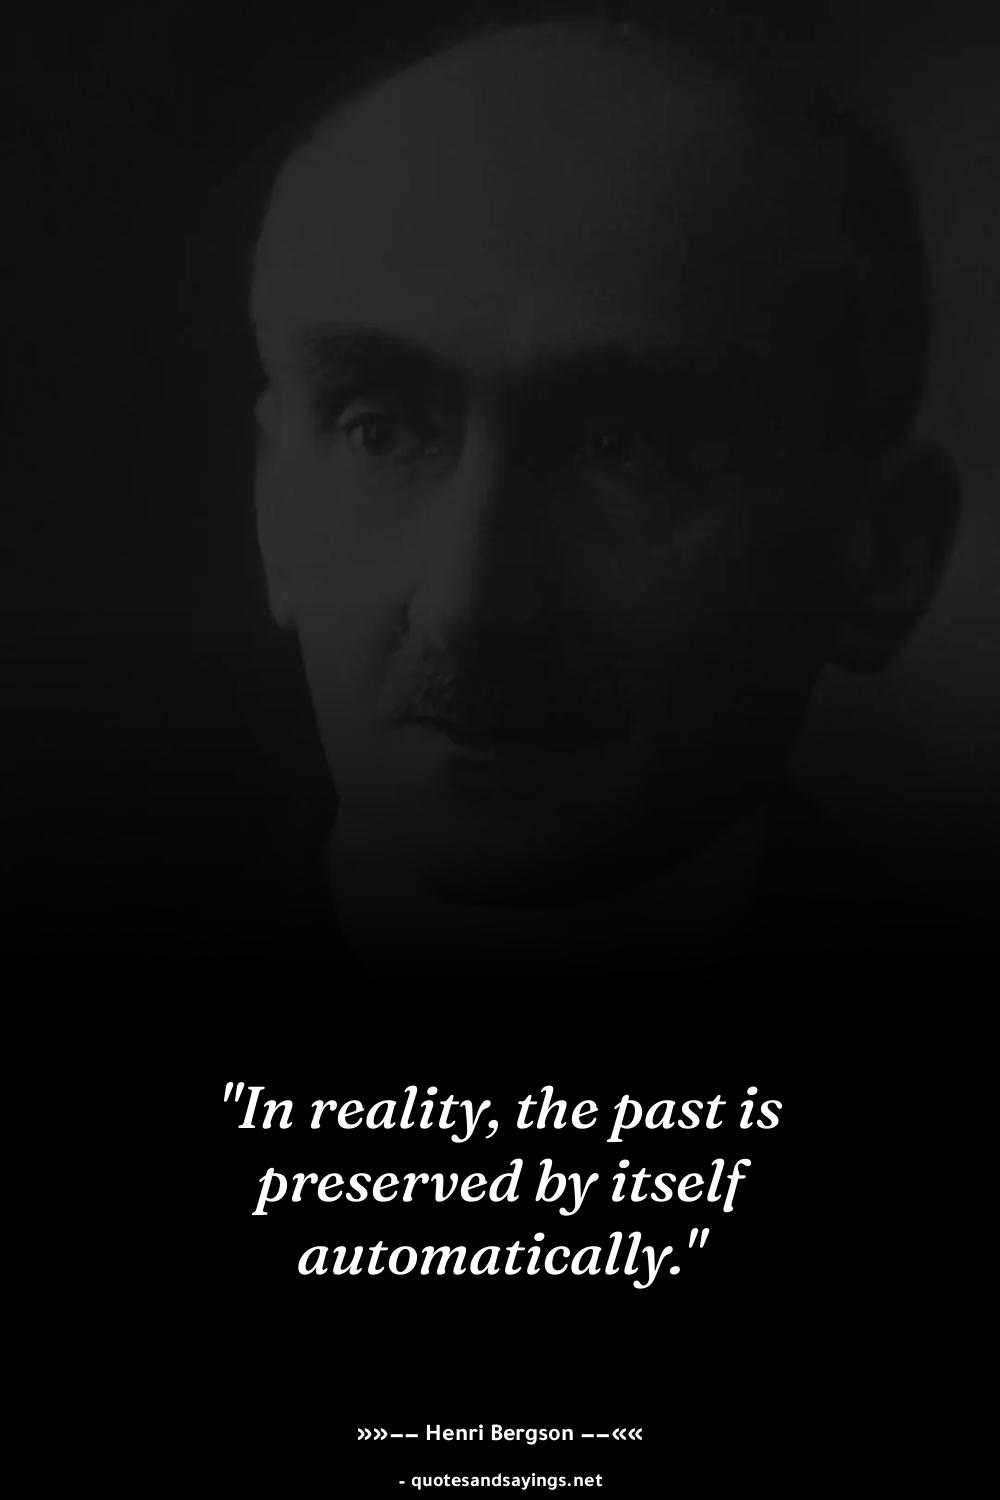 "In reality, the past is
preserved by itself
automatically."
»»–– Henri Bergson ––««
- quotesandsayings.net